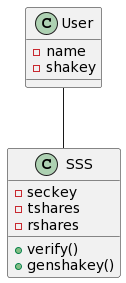 C User
name
shakey
C SSS
seckey
tshares
rshares
verify()
genshakey()